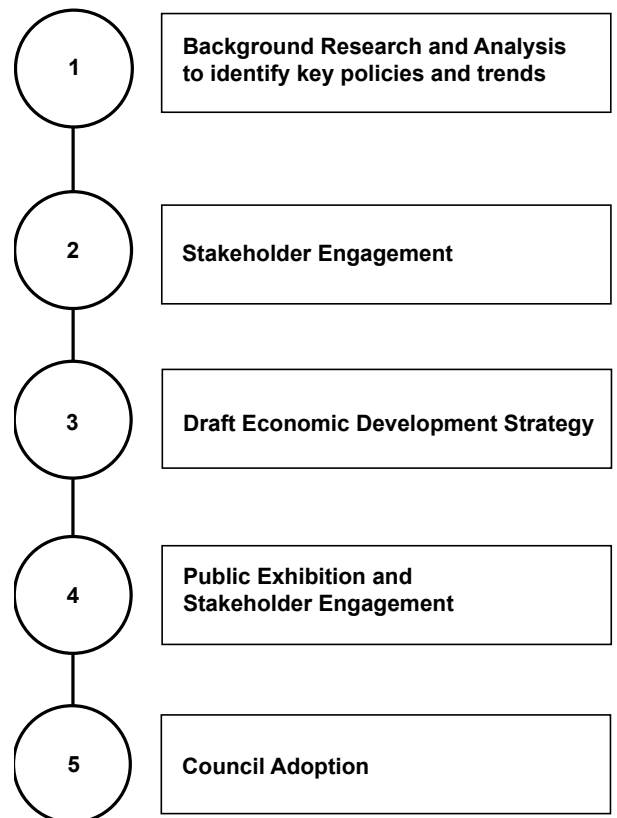 1
Background Research and Analysis
to identify key policies and trends
2
Stakeholder Engagement
3
Draft Economic Development Strategy
4
Public Exhibition and
Stakeholder Engagement
5
Council Adoption